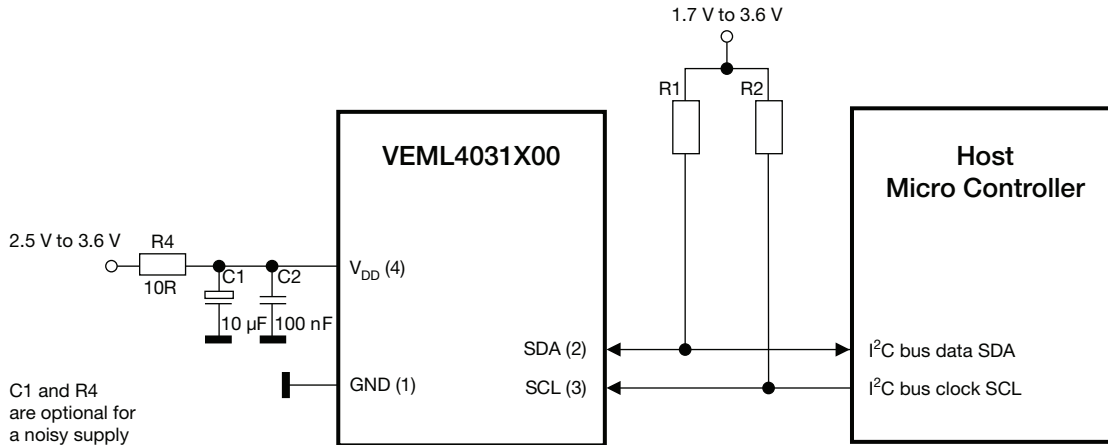 1.7 V to 3.6 V
R1
R2
VEML4031X00
Host
Micro Controller
2.5 V to 3.6 V
R4
10R
C1
C2
10 µF
100 nF
V_DD (4)
GND (1)
SDA (2)
SCL (3)
I²C bus data SDA
I²C bus clock SCL
C1 and R4
are optional for
a noisy supply